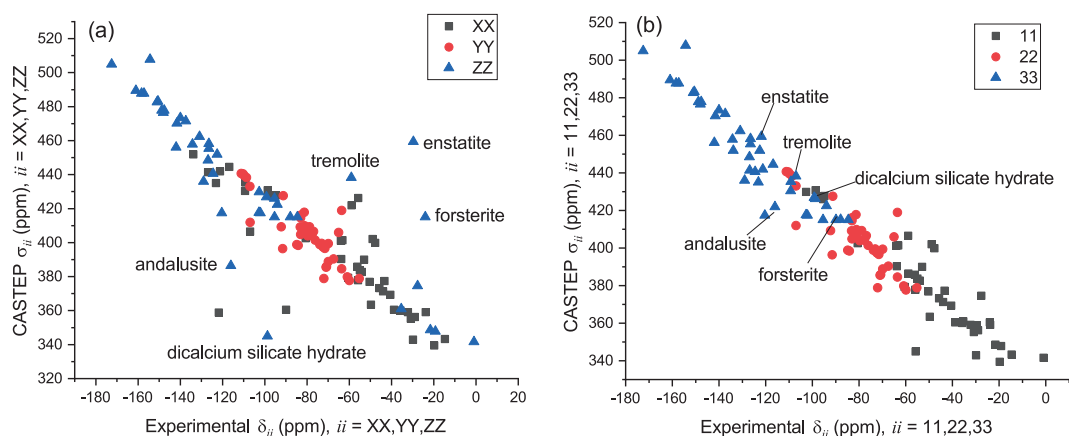 (a)
XX
YY
ZZ
enstatite
tremolite
forsterite
andalusite
dicalcium silicate hydrate
520
500
480
460
440
420
400
380
360
340
320
CASTEP σii (ppm), ii = XX,YY,ZZ
-180 -160 -140 -120 -100 -80 -60 -40 -20 0 20
Experimental δii (ppm), ii = XX,YY,ZZ
(b)
11
22
33
enstatite
tremolite
dicalcium silicate hydrate
andalusite
forsterite
520
500
480
460
440
420
400
380
360
340
CASTEP σii (ppm), ii = 11,22,33
-180 -160 -140 -120 -100 -80 -60 -40 -20 0
Experimental δii (ppm), ii = 11,22,33